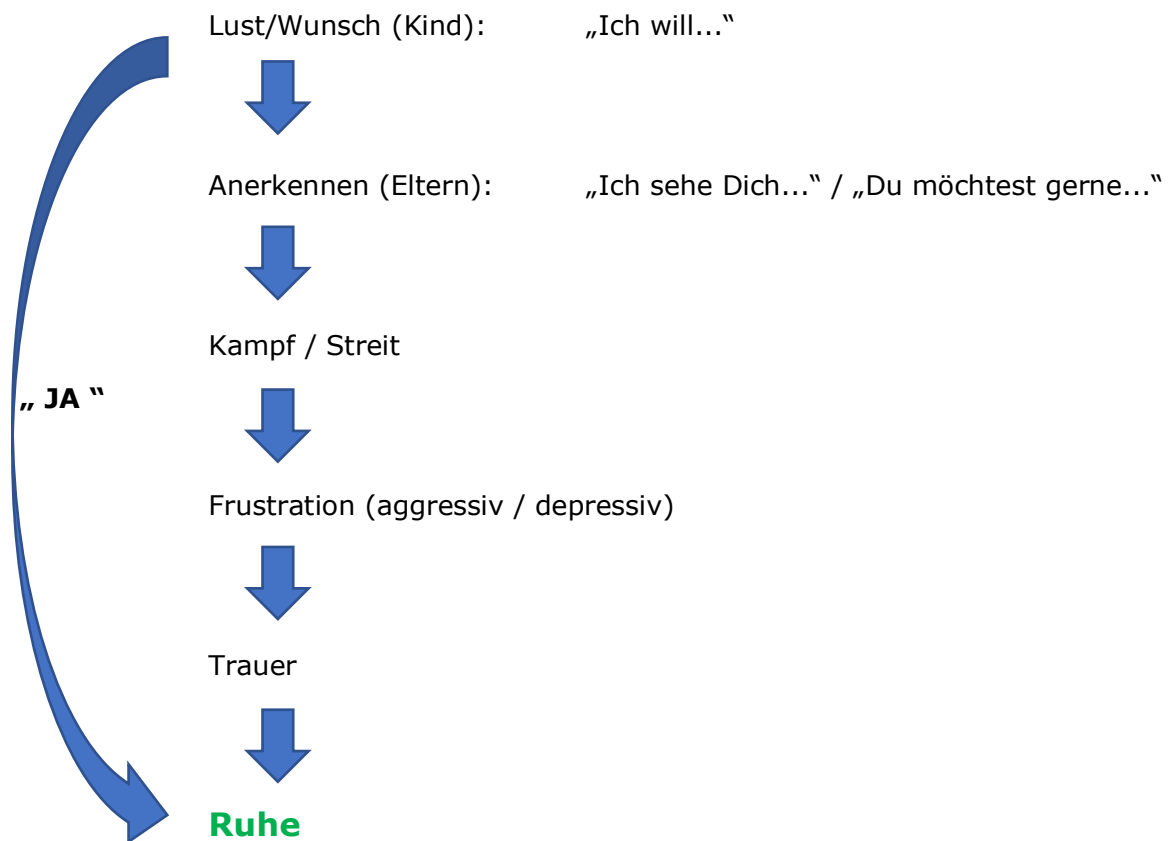 Lust/Wunsch (Kind): „Ich will...“
Anerkennen (Eltern): „Ich sehe Dich...“ / „Du möchtest gerne...“
Kampf / Streit
„ JA “
Frustration (aggressiv / depressiv)
Trauer
Ruhe